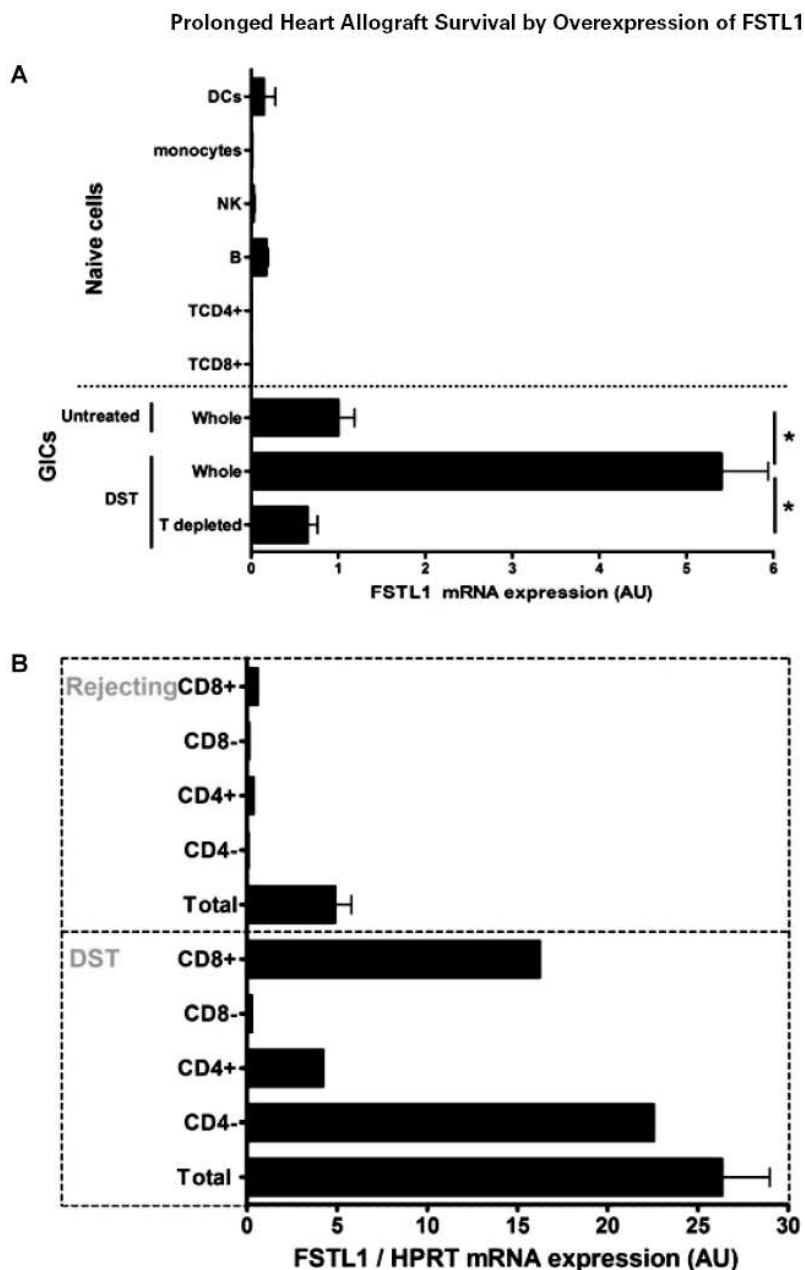 Prolonged Heart Allograft Survival by Overexpression of FSTL1
A
Naive cells
DCs
monocytes
NK
B
TCD4+
TCD8+
GICs
Untreated
Whole
*
DST
Whole
T depleted
*
0 1 2 3 4 5 6
FSTL1 mRNA expression (AU)
B
Rejecting CD8+
CD8-
CD4+
CD4-
Total
DST CD8+
CD8-
CD4+
CD4-
Total
0 5 10 15 20 25 30
FSTL1 / HPRT mRNA expression (AU)